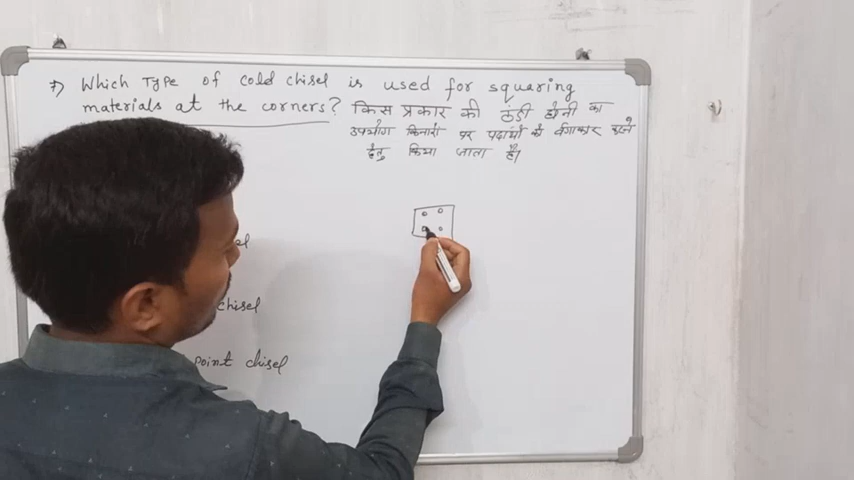 7) Which Type of cold chisel is used for squaring
materials at the corners? किस प्रकार की ठंडी छेनी का
उपयोग किनारों पर पदार्थो को वर्गाकार करने
हेतु किया जाता है।
el
chisel
point chisel